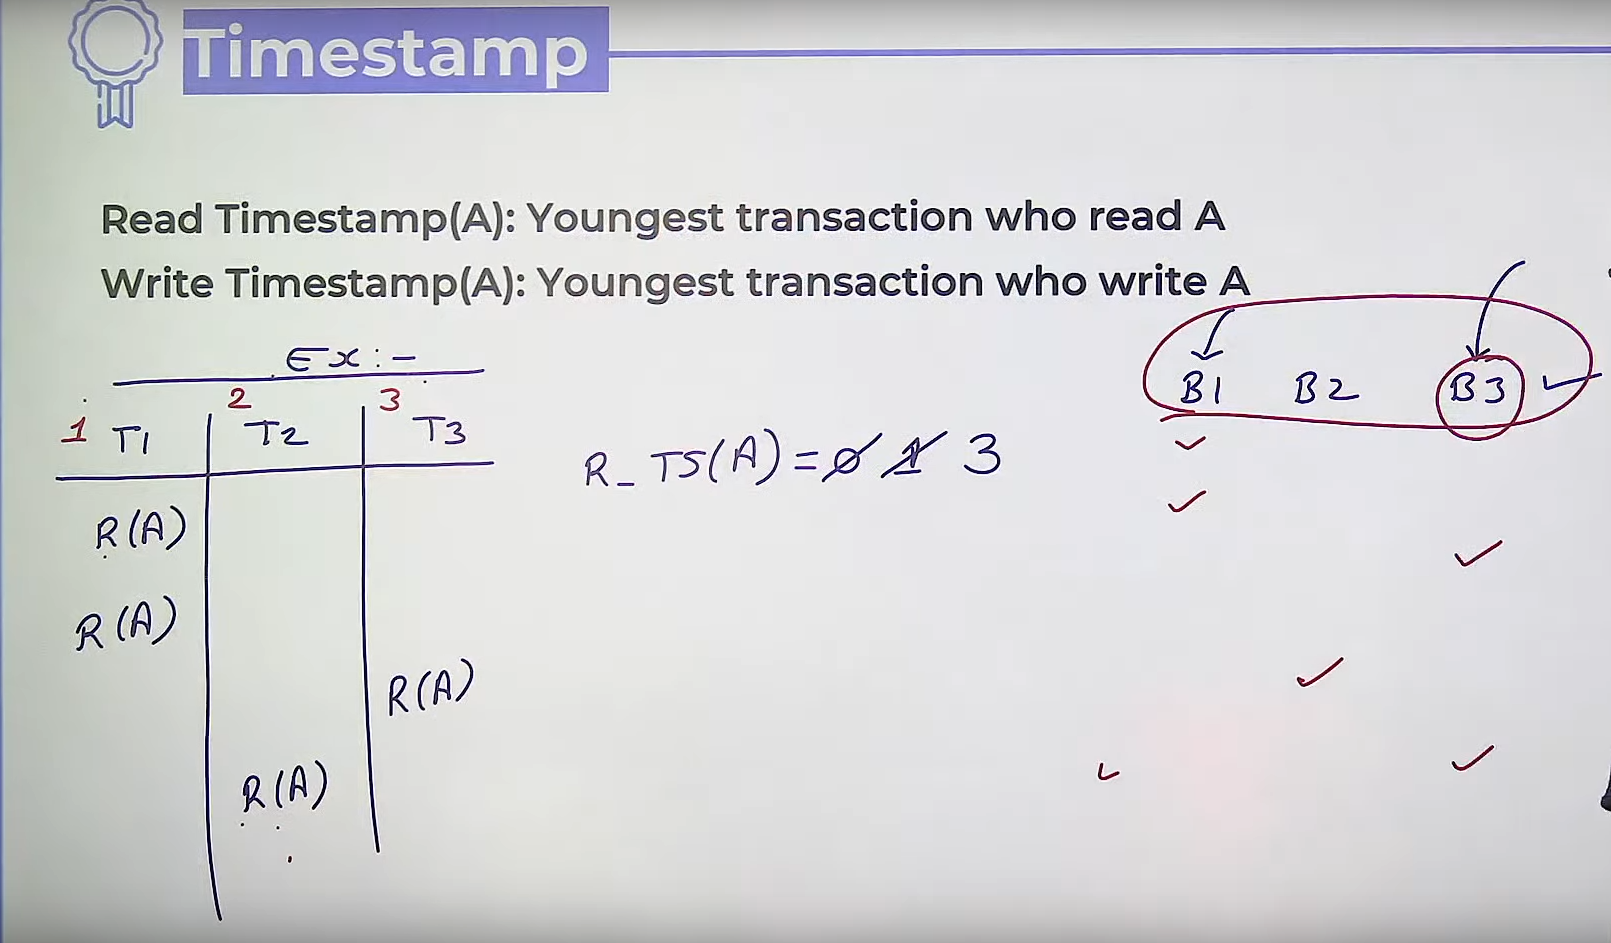 Timestamp
Read Timestamp(A): Youngest transaction who read A
Write Timestamp(A): Youngest transaction who write A
Ex:-
1 T1 2 T2 3 T3
R_TS(A) = 0 1 3
B1 B2 B3
R(A)
R(A)
R(A)
R(A)